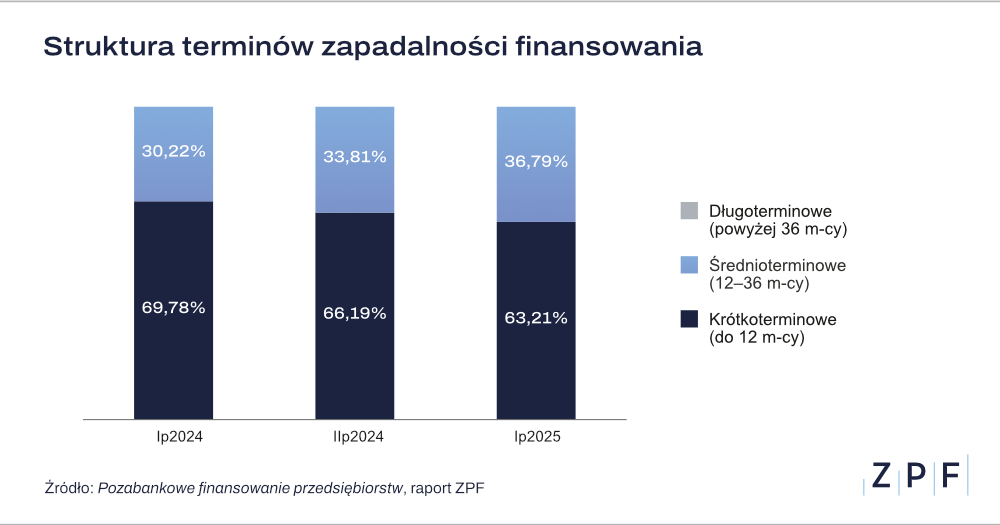 Struktura terminów zapadalności finansowania
30,22%
33,81%
36,79%
69,78%
66,19%
63,21%
Ip2024
IIp2024
Ip2025
Długoterminowe
(powyżej 36 m-cy)
Średnioterminowe
(12–36 m-cy)
Krótkoterminowe
(do 12 m-cy)
Źródło: Pozabankowe finansowanie przedsiębiorstw, raport ZPF
ZPF